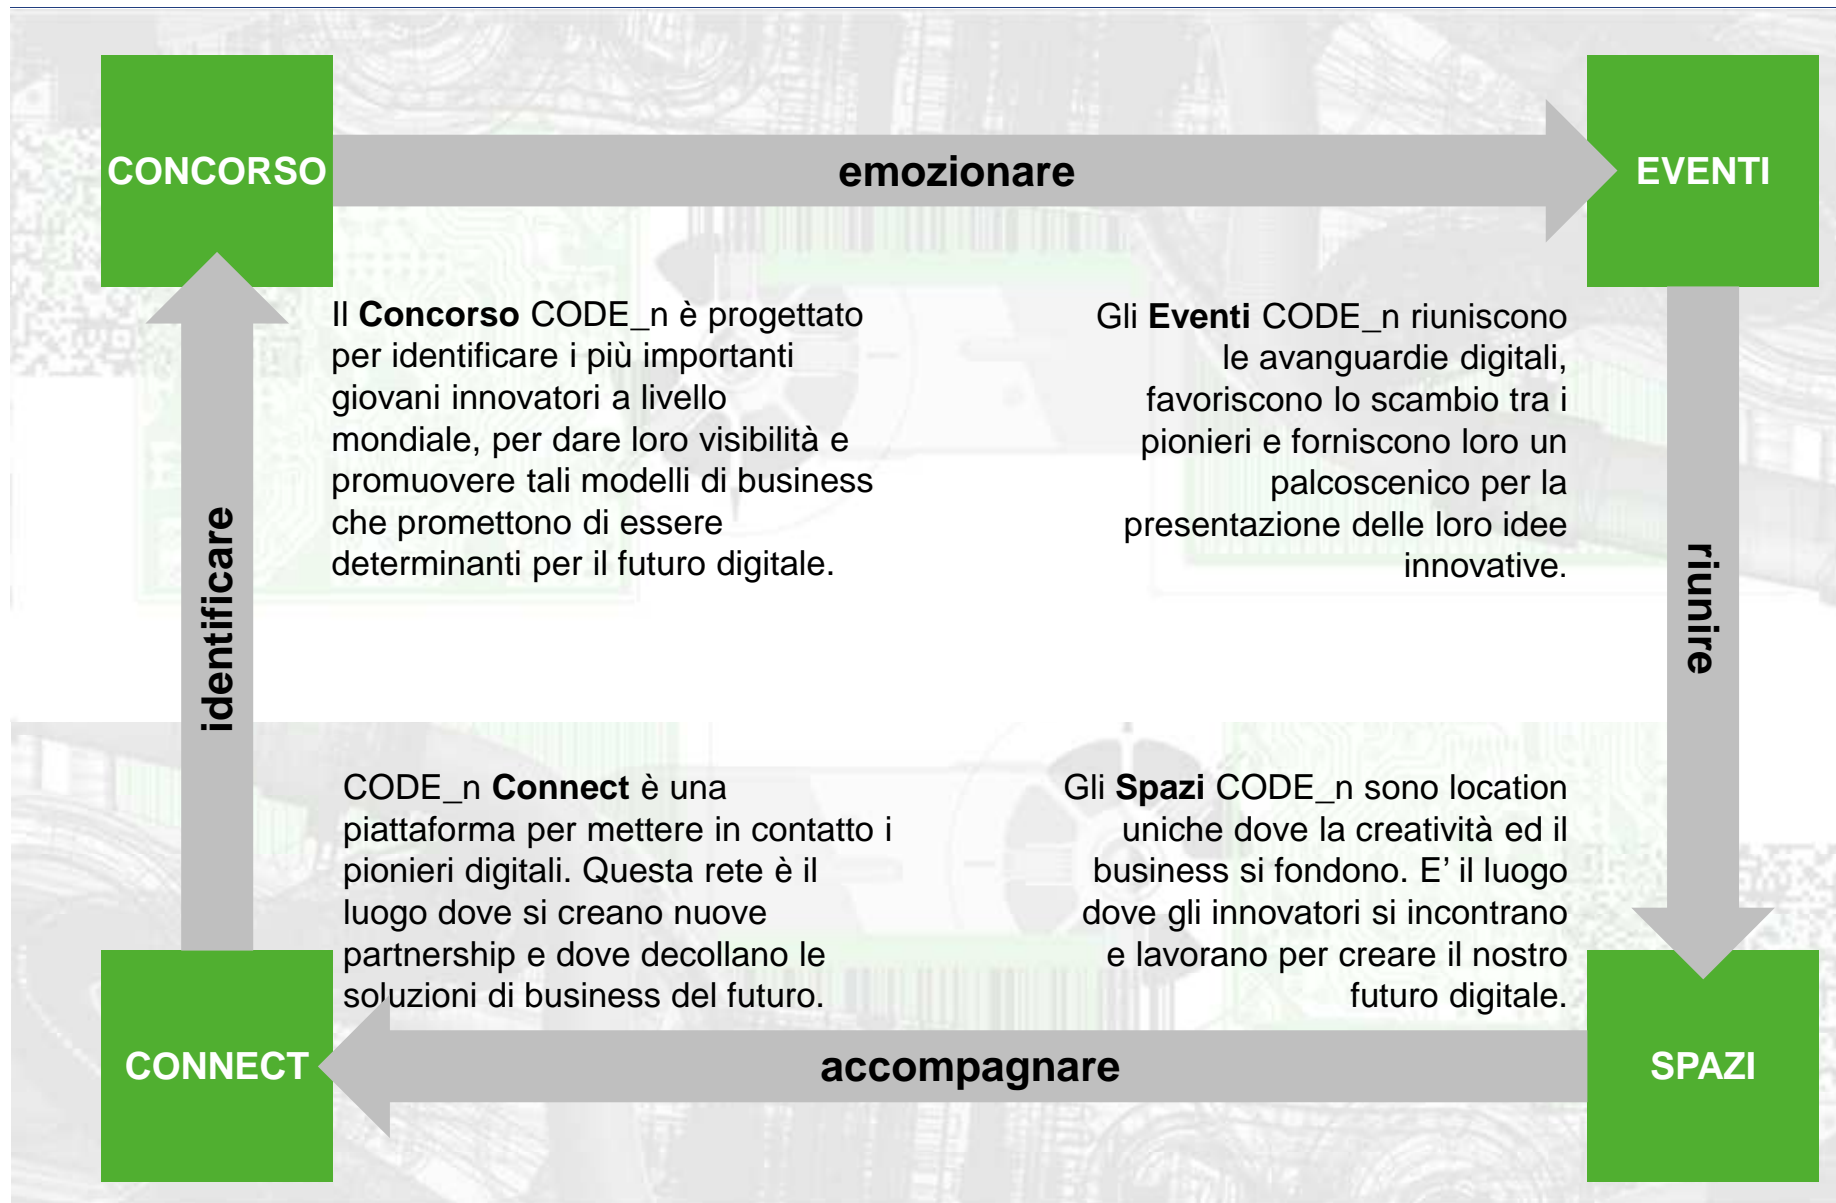 CONCORSO
emozionare
EVENTI
Il Concorso CODE_n è progettato
per identificare i più importanti
giovani innovatori a livello
mondiale, per dare loro visibilità e
promuovere tali modelli di business
che promettono di essere
determinanti per il futuro digitale.
Gli Eventi CODE_n riuniscono
le avanguardie digitali,
favoriscono lo scambio tra i
pionieri e forniscono loro un
palcoscenico per la
presentazione delle loro idee
innovative.
identificare
riunire
CODE_n Connect è una
piattaforma per mettere in contatto i
pionieri digitali. Questa rete è il
luogo dove si creano nuove
partnership e dove decollano le
soluzioni di business del futuro.
Gli Spazi CODE_n sono location
uniche dove la creatività ed il
business si fondono. E’ il luogo
dove gli innovatori si incontrano
e lavorano per creare il nostro
futuro digitale.
CONNECT
accompagnare
SPAZI